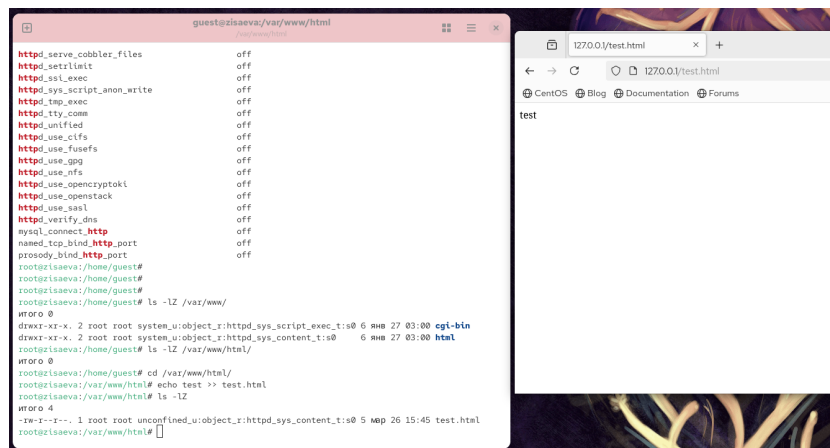 guest@zisaeva:/var/www/html
/var/www/html
httpd_serve_cobbler_files off
httpd_setrlimit off
httpd_ssi_exec off
httpd_sys_script_anon_write off
httpd_tmp_exec off
httpd_tty_comm off
httpd_unified off
httpd_use_cifs off
httpd_use_fusefs off
httpd_use_gpg off
httpd_use_nfs off
httpd_use_opencryptoki off
httpd_use_openstack off
httpd_use_sasl off
httpd_verify_dns off
mysql_connect_http off
named_tcp_bind_http_port off
prosody_bind_http_port off
root@zisaeva:/home/guest#
root@zisaeva:/home/guest#
root@zisaeva:/home/guest#
root@zisaeva:/home/guest# ls -lZ /var/www/
итого 0
drwxr-xr-x. 2 root root system_u:object_r:httpd_sys_script_exec_t:s0 6 янв 27 03:00 cgi-bin
drwxr-xr-x. 2 root root system_u:object_r:httpd_sys_content_t:s0 6 янв 27 03:00 html
root@zisaeva:/home/guest# ls -lZ /var/www/html/
итого 0
root@zisaeva:/home/guest# cd /var/www/html/
root@zisaeva:/var/www/html# echo test >> test.html
root@zisaeva:/var/www/html# ls -lZ
итого 4
-rw-r--r--. 1 root root unconfined_u:object_r:httpd_sys_content_t:s0 5 мар 26 15:45 test.html
root@zisaeva:/var/www/html#
127.0.0.1/test.html
127.0.0.1/test.html
CentOS Blog Documentation Forums
test